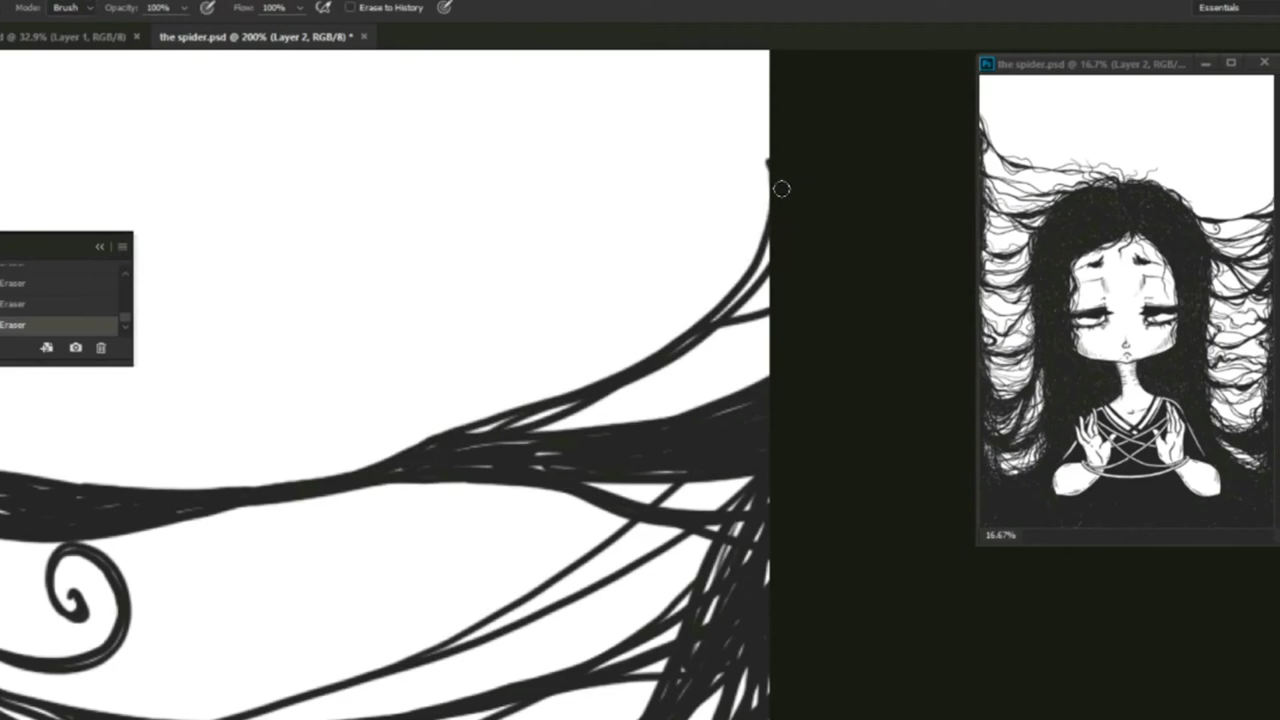 Mode: Brush Opacity: 100% Flow: 100% Erase to History Essentials
d @ 32.9% (Layer 1, RGB/8) × the spider.psd @ 200% (Layer 2, RGB/8) * ×
Ps the spider.psd @ 16.7% (Layer 2, RGB/...
Eraser
Eraser
Eraser
16.67%